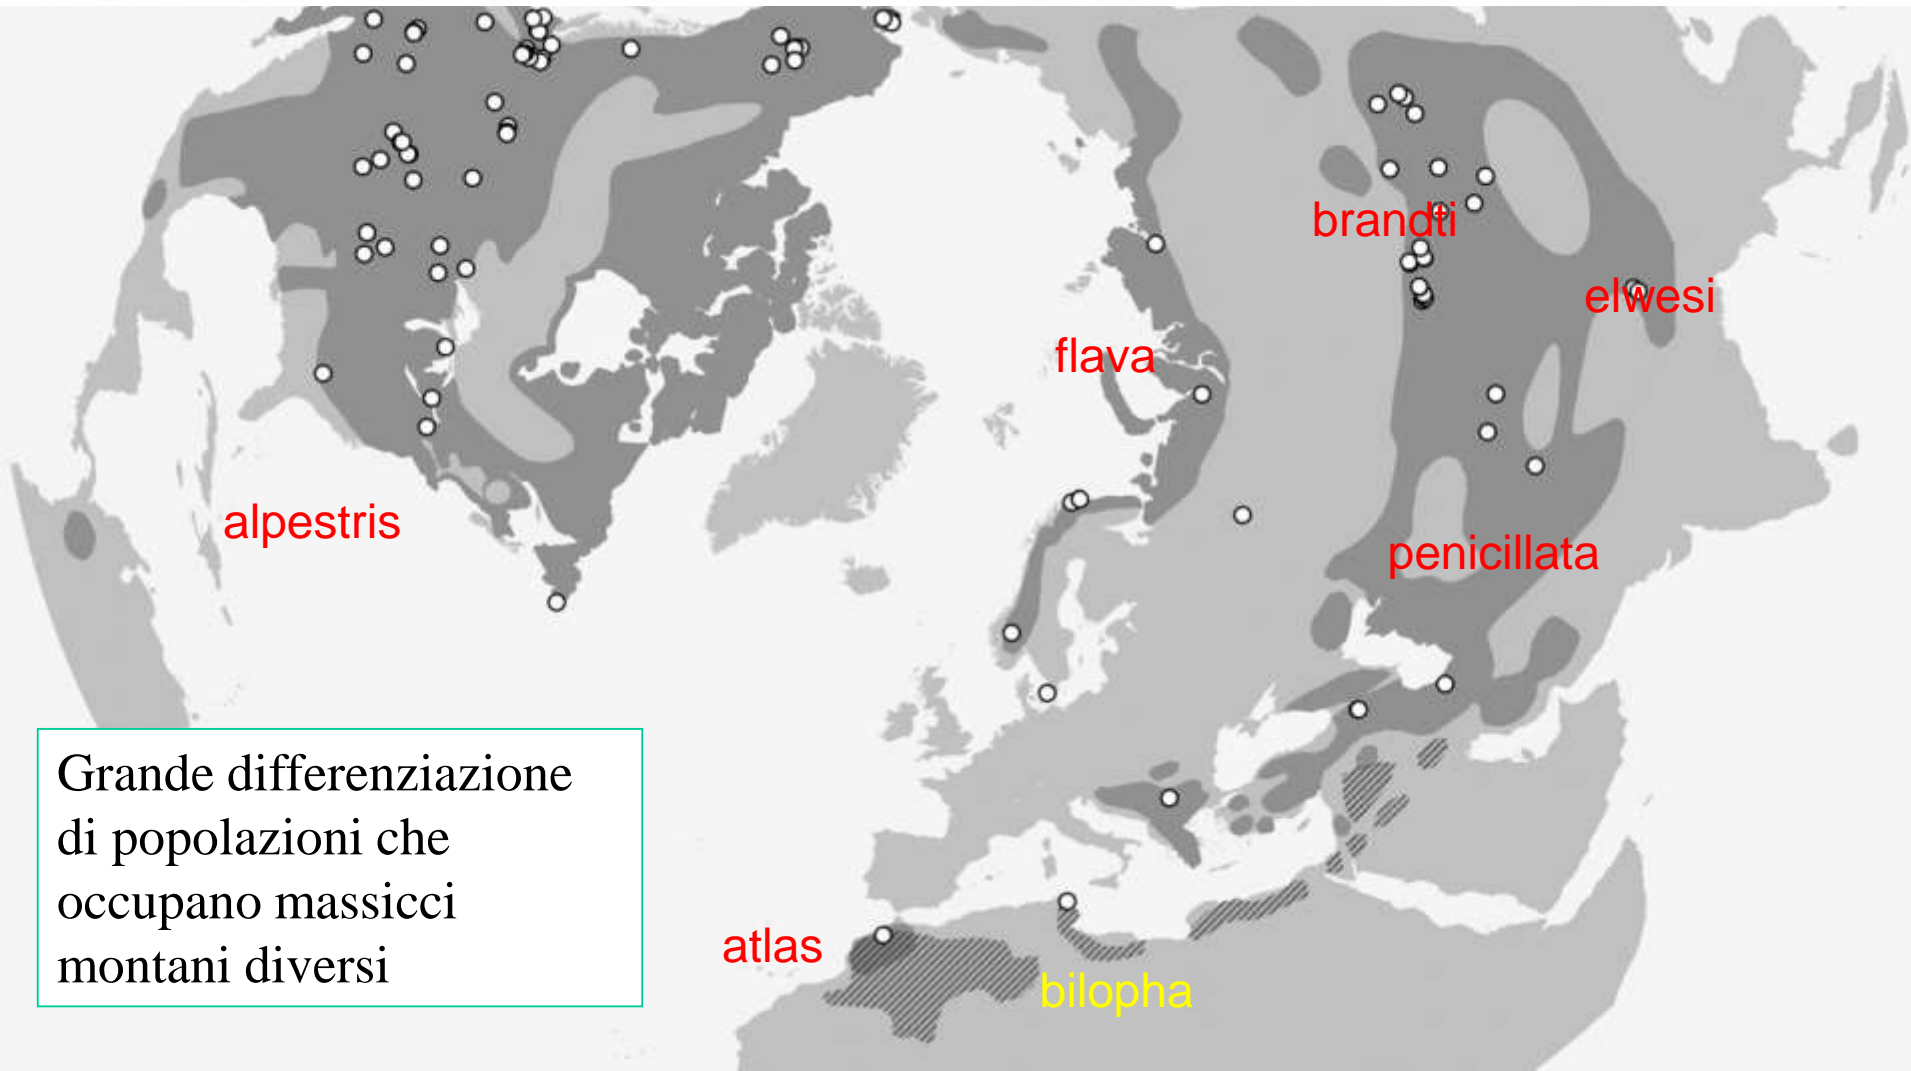 brandti
elwesi
flava
alpestris
penicillata
Grande differenziazione
di popolazioni che
occupano massicci
montani diversi
atlas
bilopha